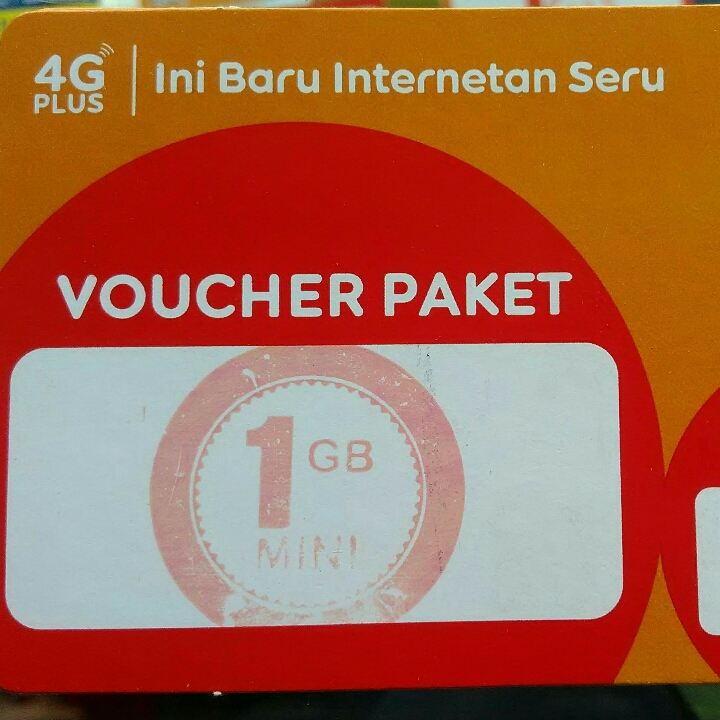 4G
PLUS
Ini Baru Internetan Seru
VOUCHER PAKET
1 GB
MINI